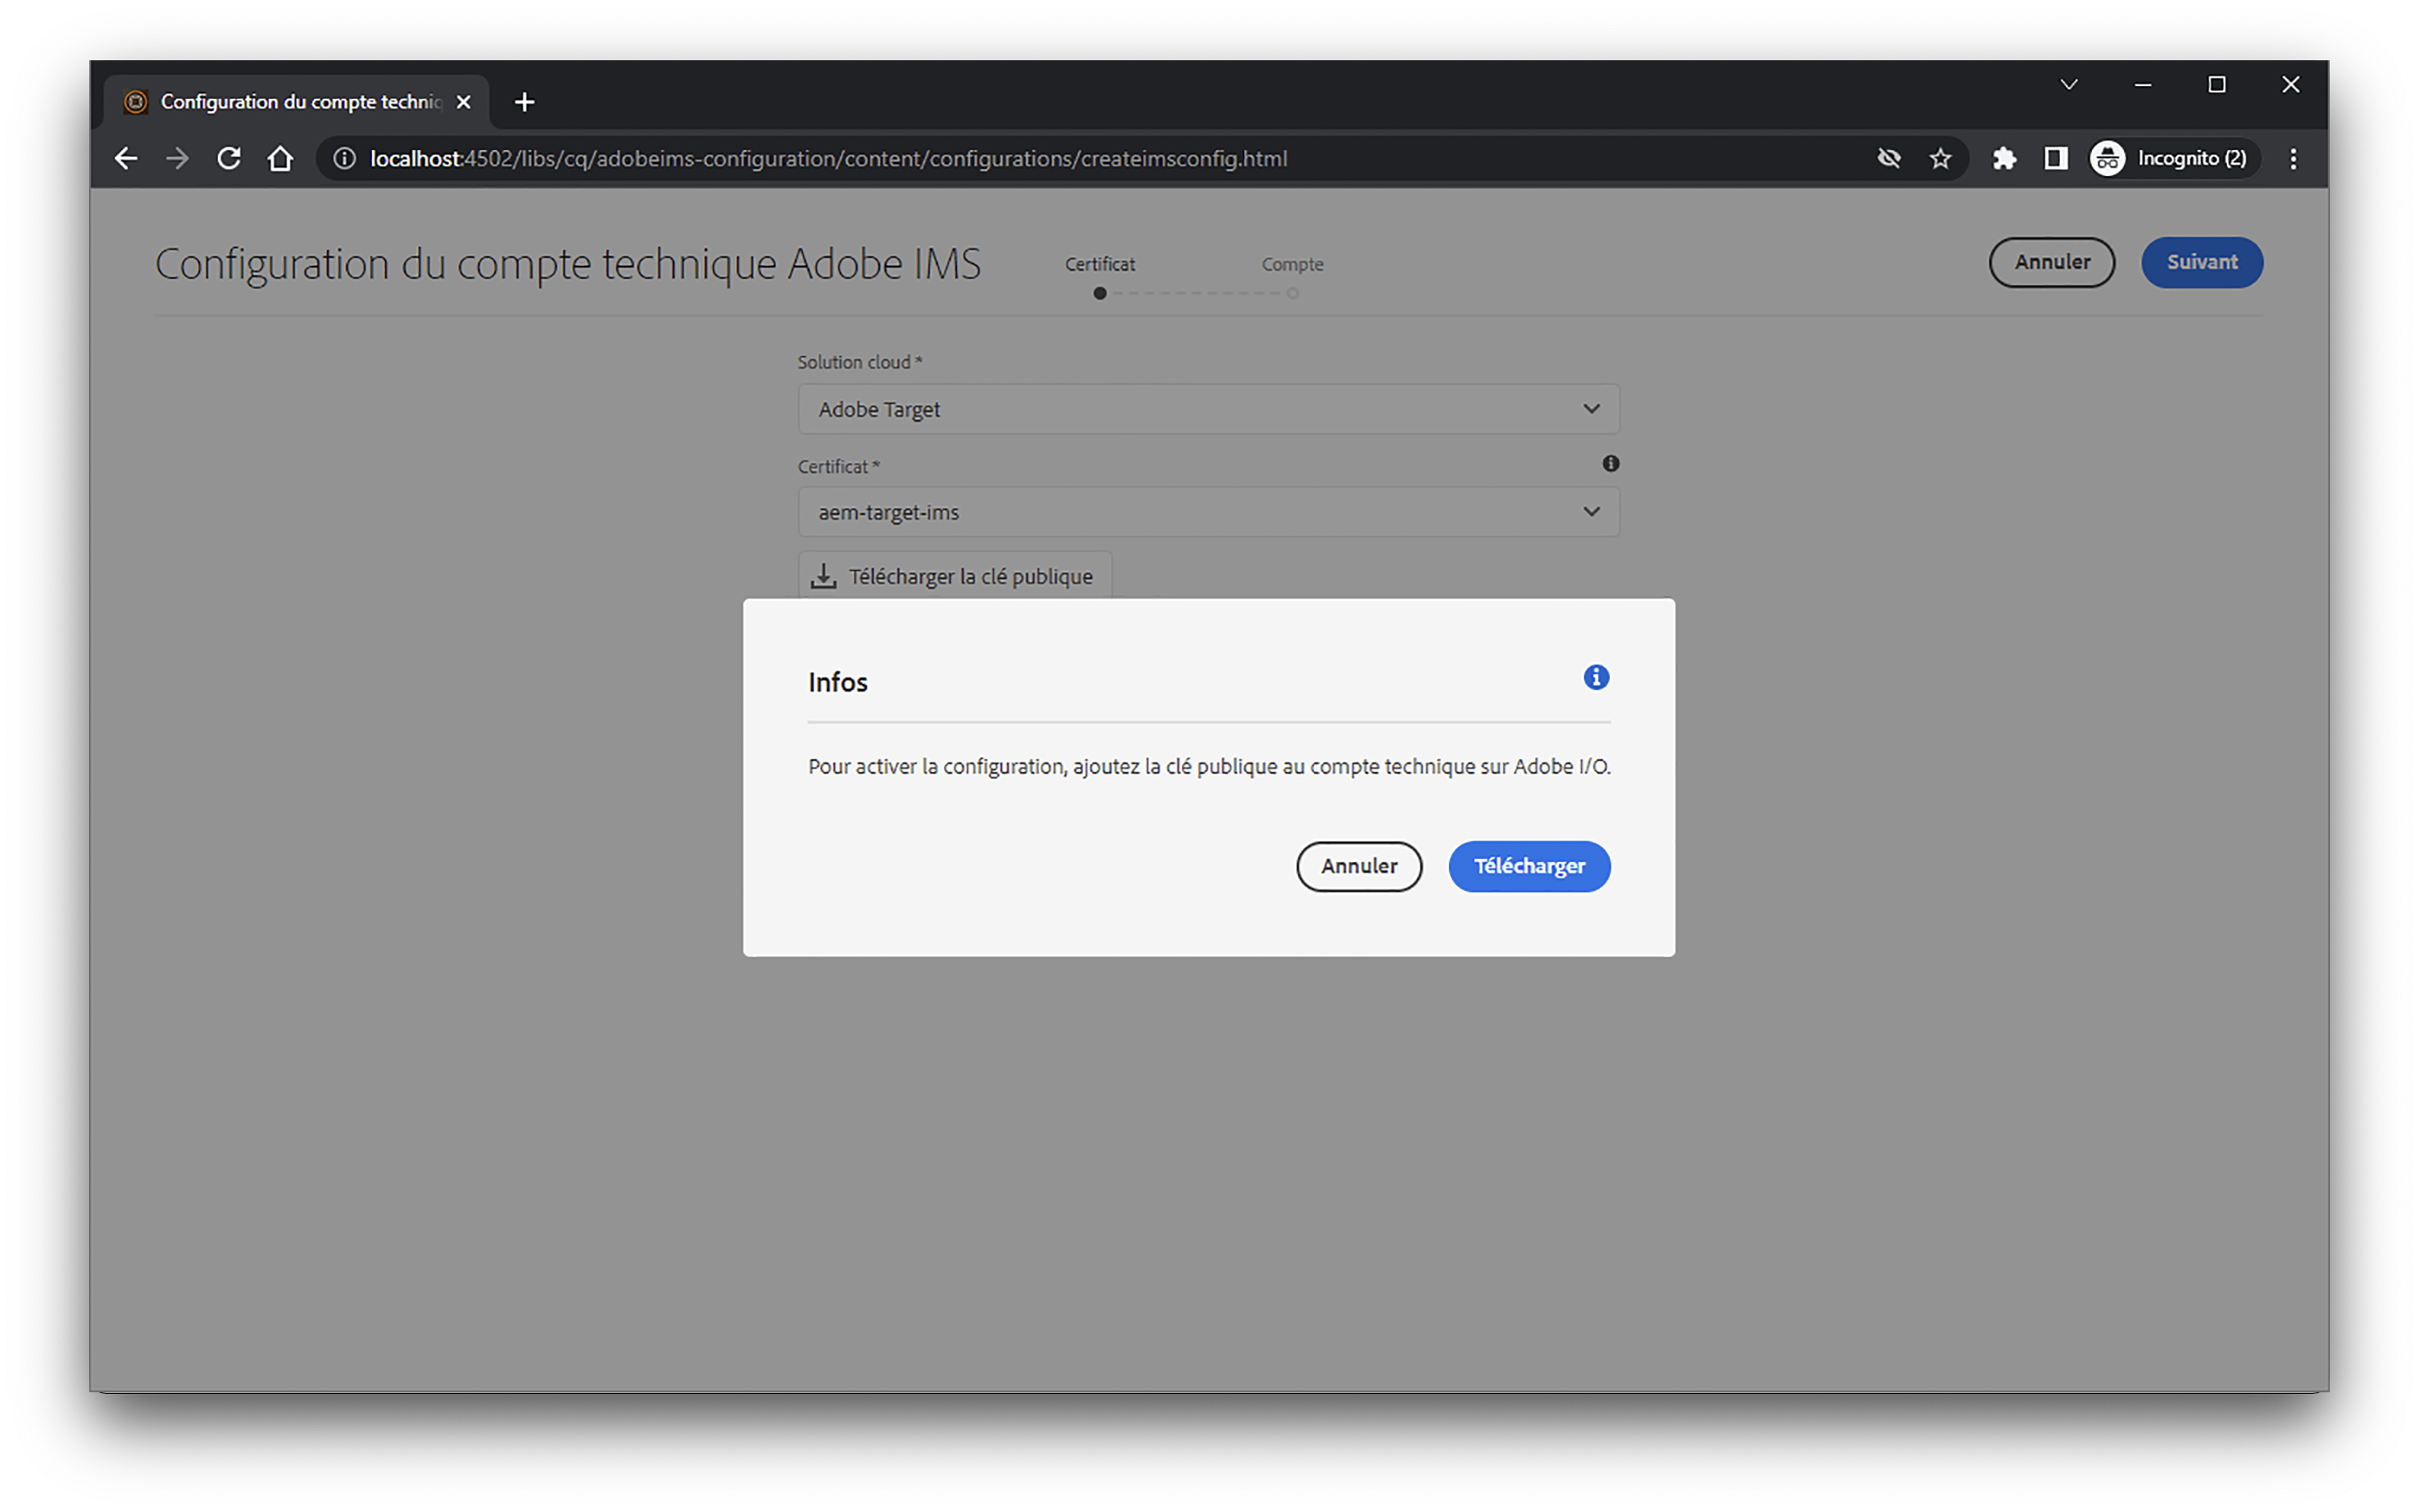 Configuration du compte techniq
localhost:4502/libs/cq/adobeims-configuration/content/configurations/createimsconfig.html
Incognito (2)
Configuration du compte technique Adobe IMS
Certificat
Compte
Annuler
Suivant
Solution cloud *
Adobe Target
Certificat *
aem-target-ims
Télécharger la clé publique
Infos
Pour activer la configuration, ajoutez la clé publique au compte technique sur Adobe I/O.
Annuler
Télécharger